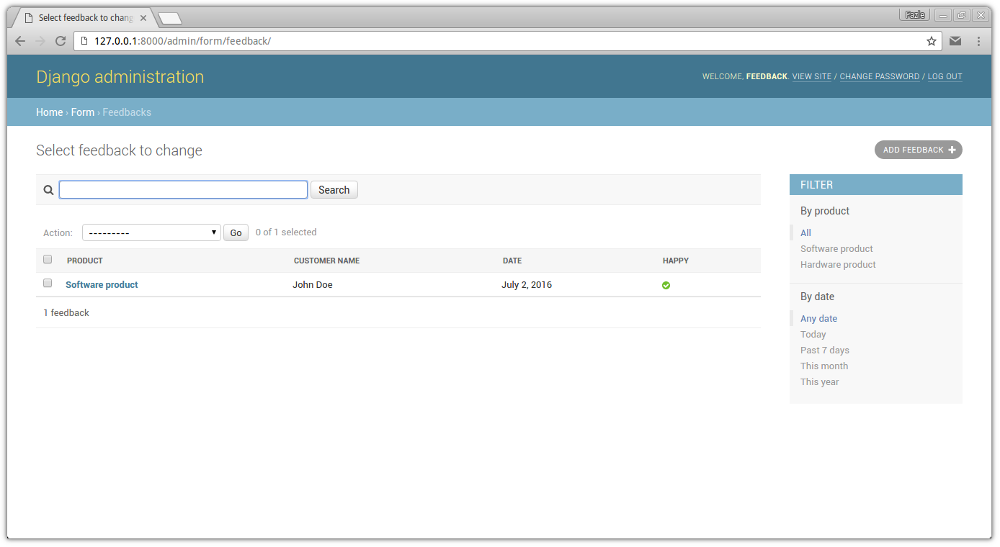 Select feedback to chang
Fazle
127.0.0.1:8000/admin/form/feedback/
Django administration
WELCOME, FEEDBACK. VIEW SITE / CHANGE PASSWORD / LOG OUT
Home › Form › Feedbacks
Select feedback to change
ADD FEEDBACK +
Search
Action: --------- Go 0 of 1 selected
PRODUCT CUSTOMER NAME DATE HAPPY
Software product John Doe July 2, 2016
1 feedback
FILTER
By product
All
Software product
Hardware product
By date
Any date
Today
Past 7 days
This month
This year